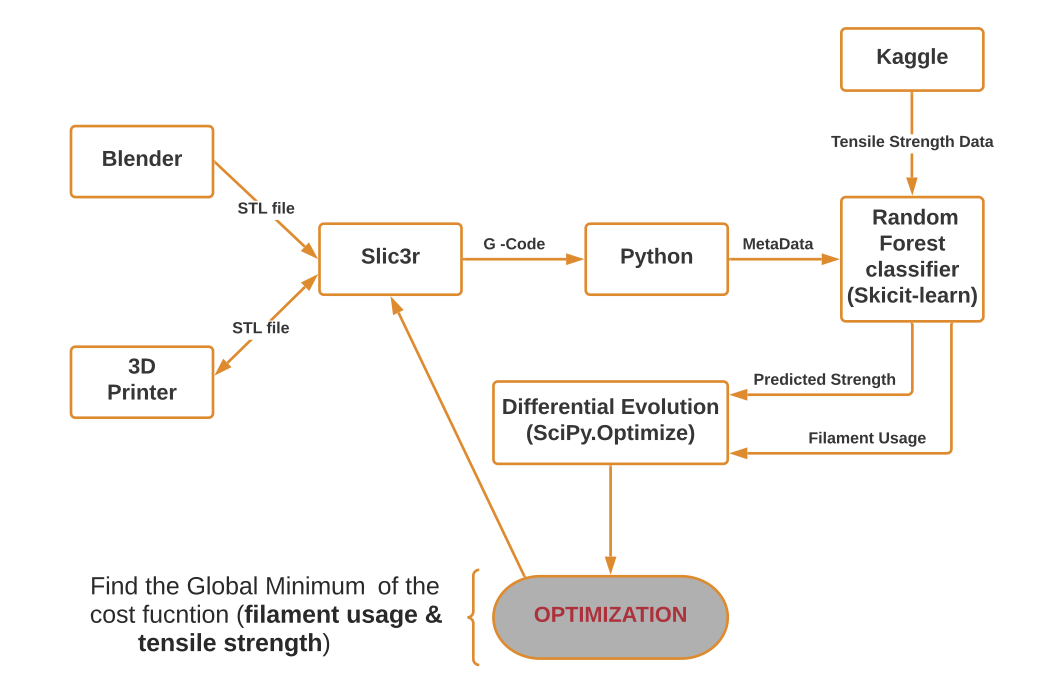 Kaggle
Tensile Strength Data
Blender
STL file
Slic3r
G -Code
Python
MetaData
Random
Forest
classifier
(Skicit-learn)
STL file
3D
Printer
Predicted Strength
Differential Evolution
(SciPy.Optimize)
Filament Usage
Find the Global Minimum of the
cost fucntion (filament usage &
tensile strength)
OPTIMIZATION